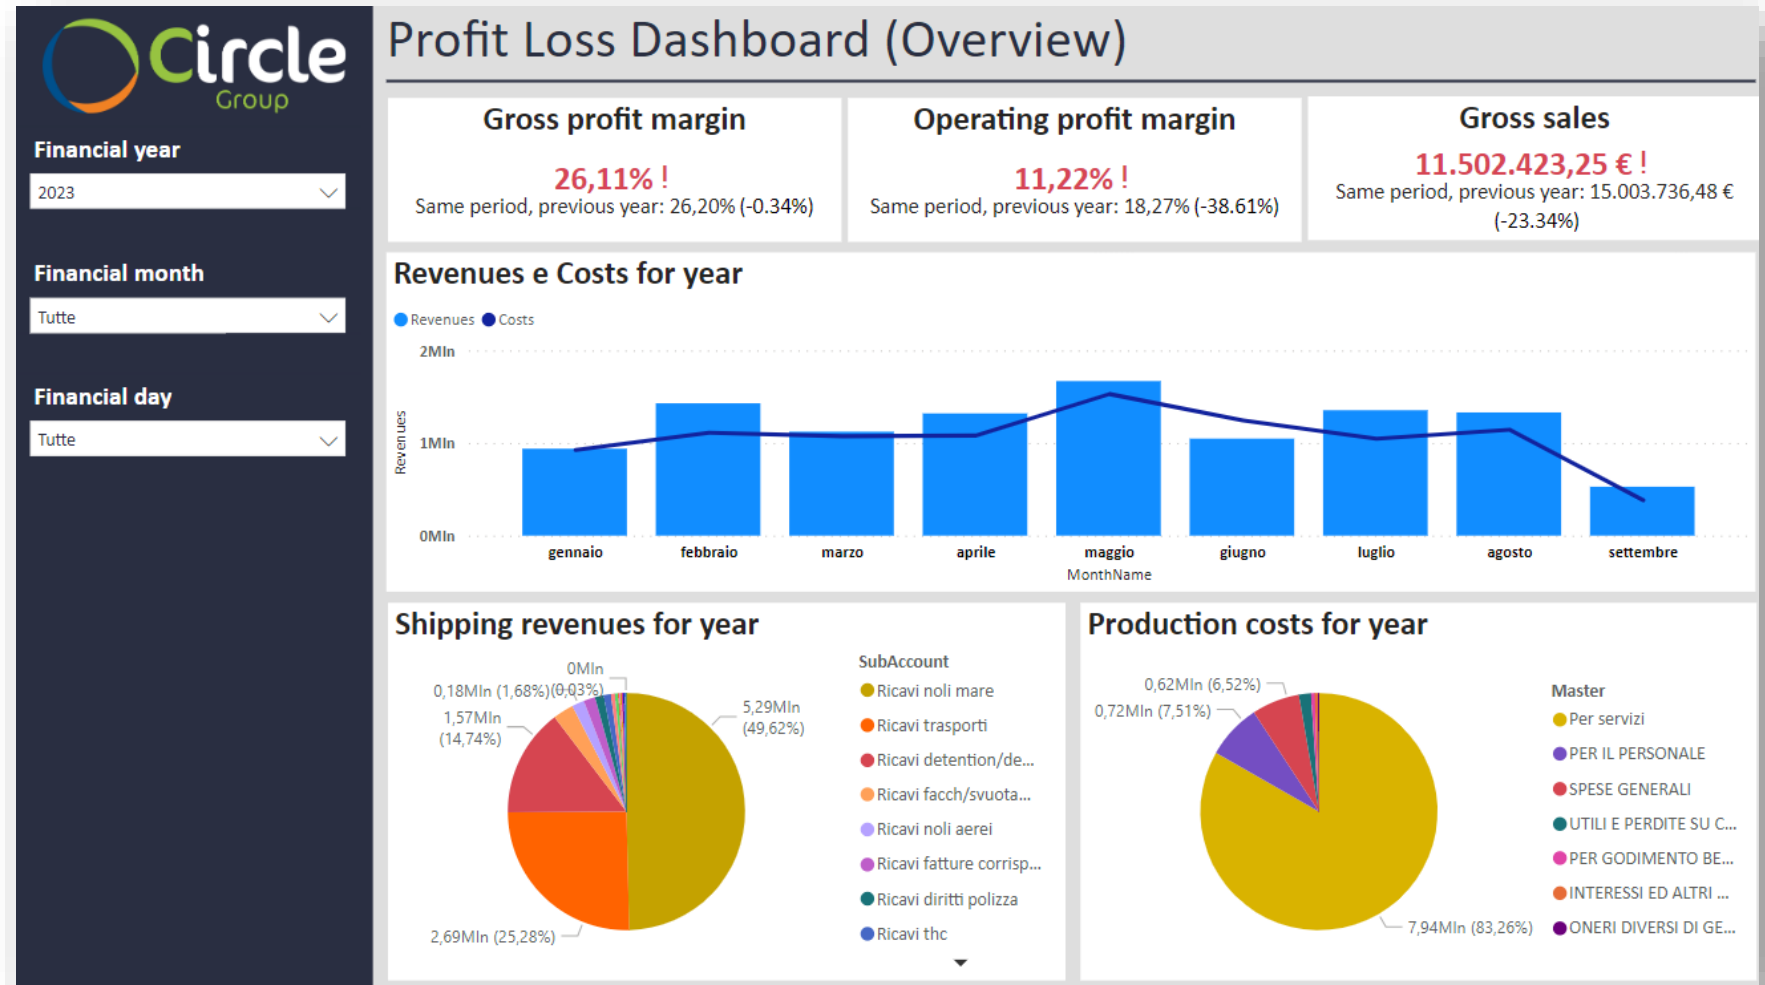 Circle
Group
Financial year
2023
Financial month
Tutte
Financial day
Tutte
Profit Loss Dashboard (Overview)
Gross profit margin
26,11% !
Same period, previous year: 26,20% (-0.34%)
Operating profit margin
11,22% !
Same period, previous year: 18,27% (-38.61%)
Gross sales
11.502.423,25 € !
Same period, previous year: 15.003.736,48 €
(-23.34%)
Revenues e Costs for year
Revenues Costs
Revenues
2Mln
1Mln
0Mln
gennaio febbraio marzo aprile maggio giugno luglio agosto settembre
MonthName
Shipping revenues for year
0Mln
(0,03%)
0,18Mln (1,68%)
1,57Mln
(14,74%)
5,29Mln
(49,62%)
2,69Mln (25,28%)
SubAccount
Ricavi noli mare
Ricavi trasporti
Ricavi detention/de...
Ricavi facch/svuota...
Ricavi noli aerei
Ricavi fatture corrisp...
Ricavi diritti polizza
Ricavi thc
Production costs for year
0,62Mln (6,52%)
0,72Mln (7,51%)
7,94Mln (83,26%)
Master
Per servizi
PER IL PERSONALE
SPESE GENERALI
UTILI E PERDITE SU C...
PER GODIMENTO BE...
INTERESSI ED ALTRI ...
ONERI DIVERSI DI GE...